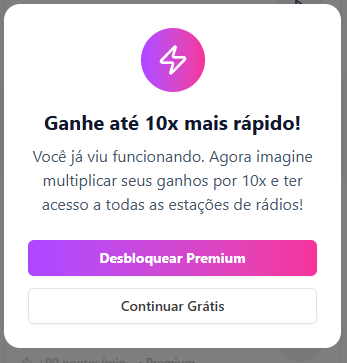 Ganhe até 10x mais rápido!
Você já viu funcionando. Agora imagine
multiplicar seus ganhos por 10x e ter
acesso a todas as estações de rádios!
Desbloquear Premium
Continuar Grátis